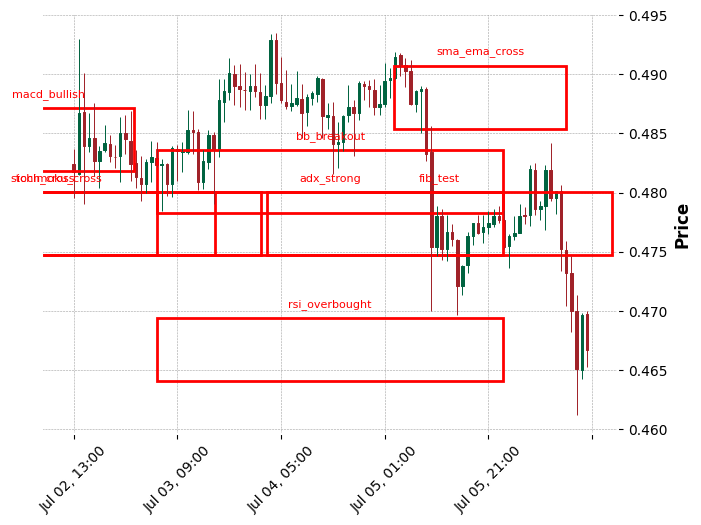 0.495
sma_ema_cross
0.490
macd_bullish
0.485
bb_breakout
adx_strong
fib_test
0.480
0.475
Price
rsi_overbought
0.470
0.465
0.460
Jul 02, 13:00
Jul 03, 09:00
Jul 04, 05:00
Jul 05, 01:00
Jul 05, 21:00